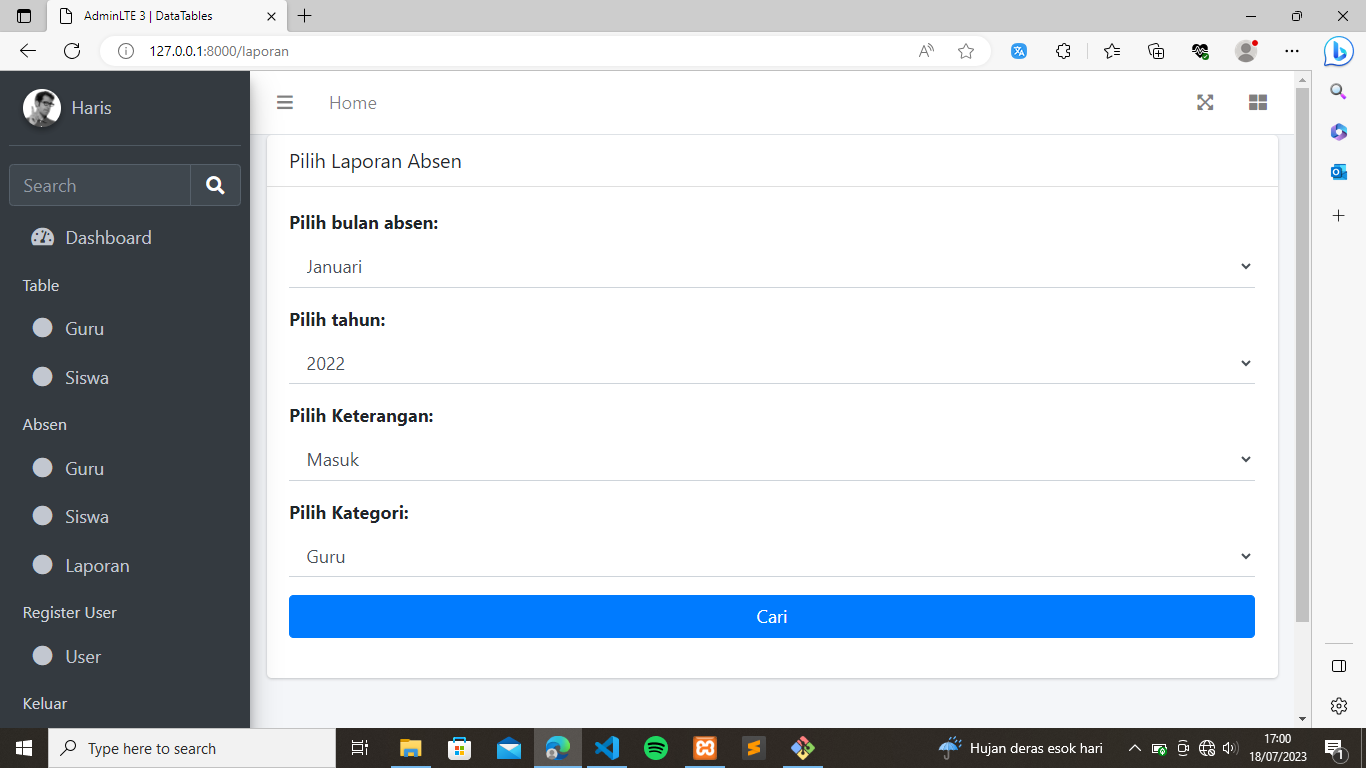 AdminLTE 3 | DataTables
127.0.0.1:8000/laporan
Haris
Home
Pilih Laporan Absen
Search
Dashboard
Table
Guru
Siswa
Absen
Guru
Siswa
Laporan
Register User
User
Keluar
Pilih bulan absen:
Januari
Pilih tahun:
2022
Pilih Keterangan:
Masuk
Pilih Kategori:
Guru
Cari
Type here to search
Hujan deras esok hari
17:00
18/07/2023
1